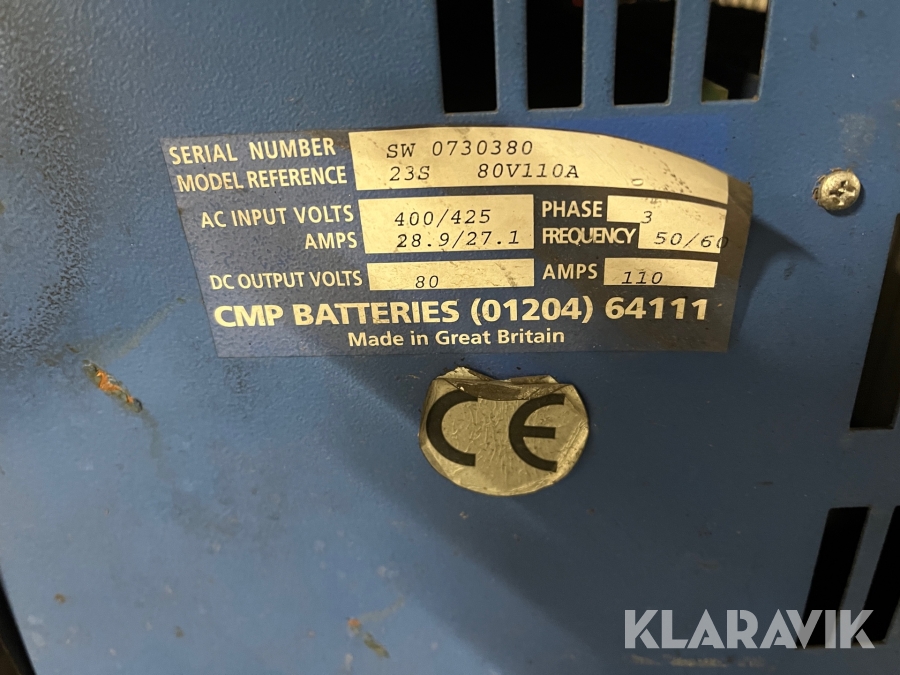 SERIAL NUMBER SW 0730380
MODEL REFERENCE 23S 80V110A
AC INPUT VOLTS 400/425 PHASE 3
AMPS 28.9/27.1 FREQUENCY 50/60
DC OUTPUT VOLTS 80 AMPS 110
CMP BATTERIES (01204) 64111
Made in Great Britain
CE
KLARAVIK